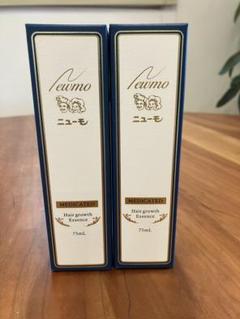 Newmo
ニューモ
MEDICATED
Hair growth
Essence
75mL
Newmo
ニューモ
MEDICATED
Hair growth
Essence
75mL